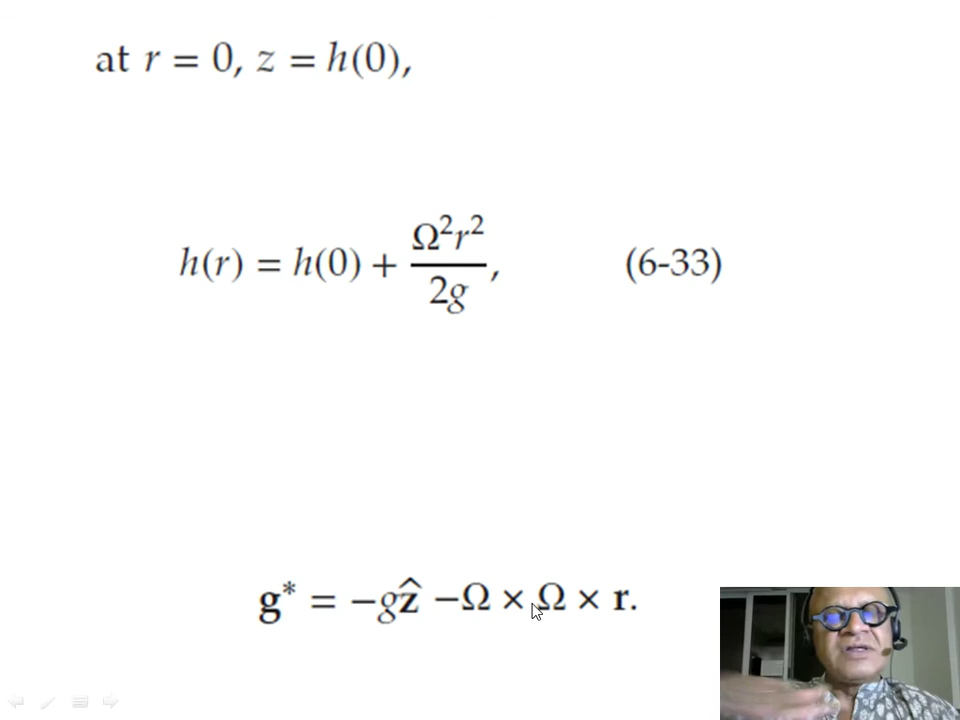 at r = 0, z = h(0),
h(r) = h(0) + Ω²r²/2g, (6-33)
g* = −gẑ −Ω × Ω × r.